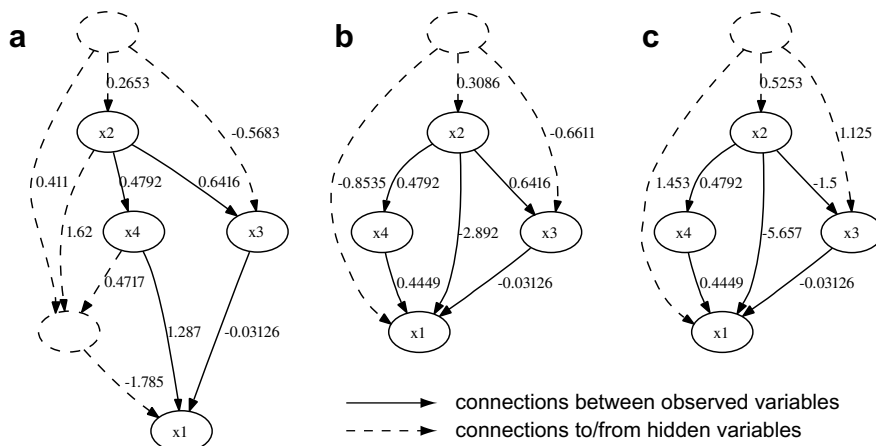 a
b
c
0.2653
0.3086
0.5253
x2
x2
x2
-0.5683
-0.6611
1.125
0.411
0.4792
0.6416
-0.8535
0.4792
0.6416
1.453
0.4792
-1.5
1.62
x4
x3
x4
-2.892
x3
x4
-5.657
x3
0.4717
0.4449
-0.03126
0.4449
-0.03126
1.287
-0.03126
x1
x1
-1.785
x1
connections between observed variables
connections to/from hidden variables